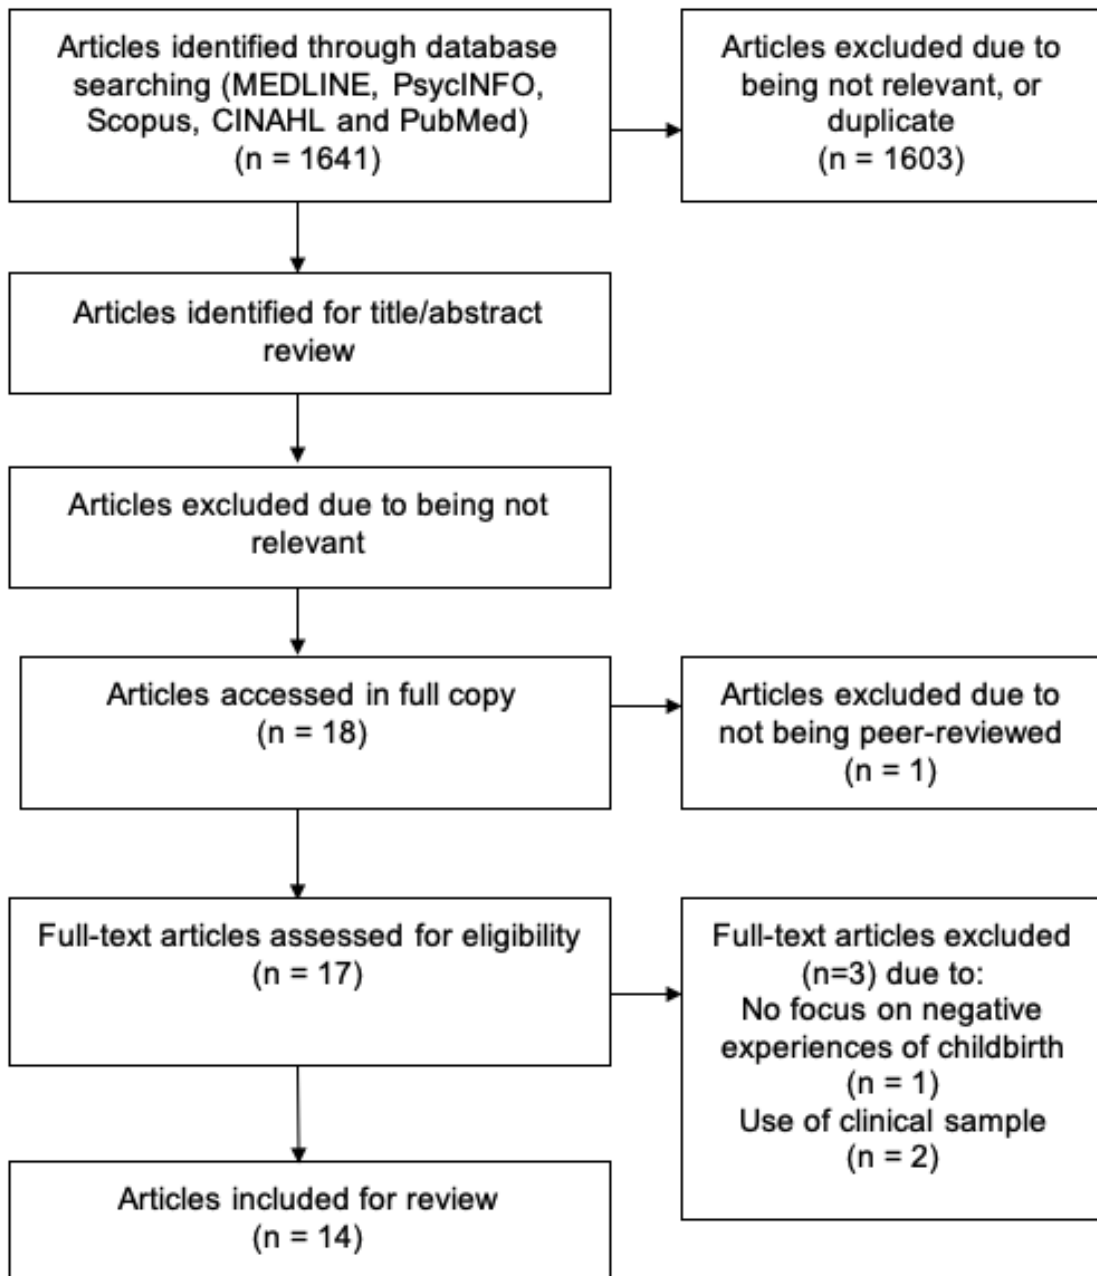 Articles identified through database
searching (MEDLINE, PsycINFO,
Scopus, CINAHL and PubMed)
(n = 1641)
Articles excluded due to
being not relevant, or
duplicate
(n = 1603)
Articles identified for title/abstract
review
Articles excluded due to being not
relevant
Articles accessed in full copy
(n = 18)
Articles excluded due to
not being peer-reviewed
(n = 1)
Full-text articles assessed for eligibility
(n = 17)
Full-text articles excluded
(n=3) due to:
No focus on negative
experiences of childbirth
(n = 1)
Use of clinical sample
(n = 2)
Articles included for review
(n = 14)